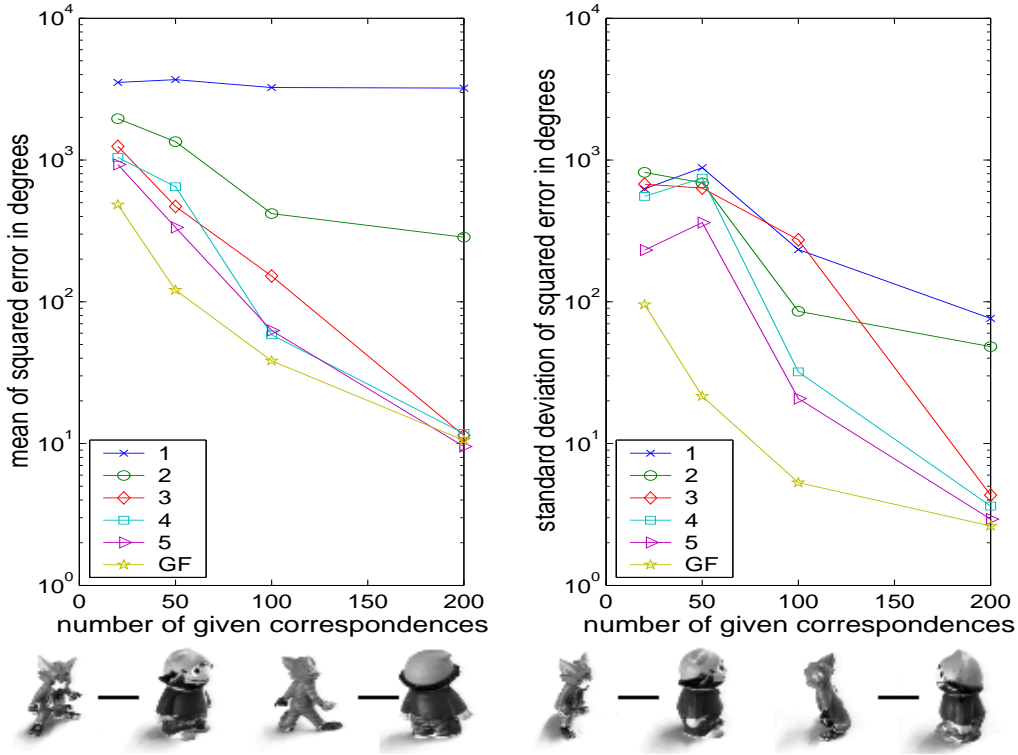 10^4
10^3
10^2
10^1
10^0
mean of squared error in degrees
1
2
3
4
5
GF
0 50 100 150 200
number of given correspondences
10^4
10^3
10^2
10^1
10^0
standard deviation of squared error in degrees
1
2
3
4
5
GF
0 50 100 150 200
number of given correspondences